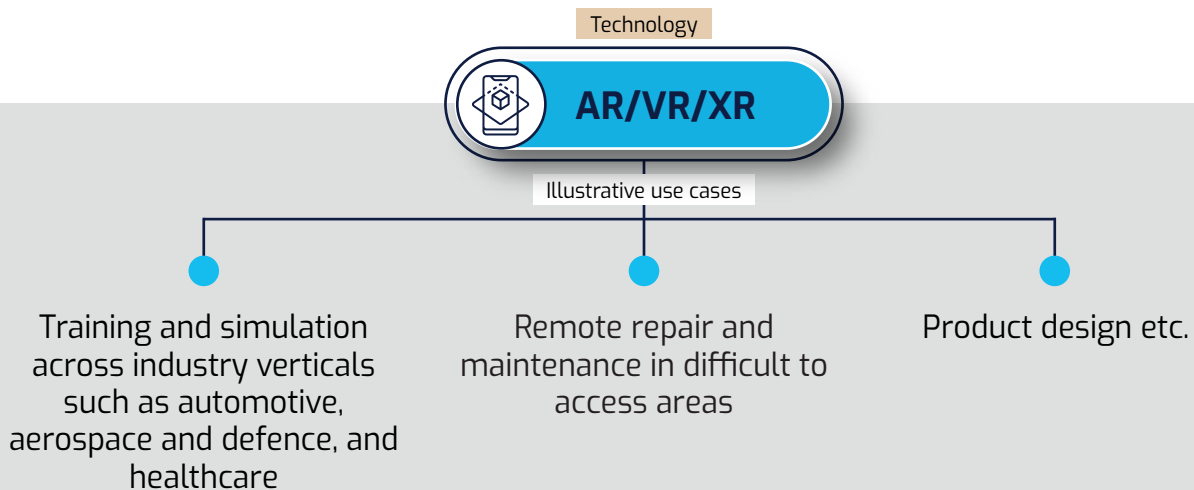 Technology
AR/VR/XR
Illustrative use cases
Training and simulation
across industry verticals
such as automotive,
aerospace and defence, and
healthcare
Remote repair and
maintenance in difficult to
access areas
Product design etc.